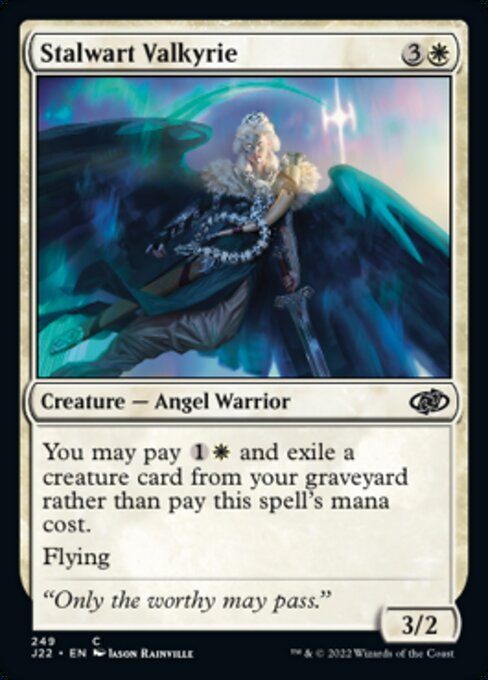 Stalwart Valkyrie 3
Creature — Angel Warrior
You may pay 1 and exile a
creature card from your graveyard
rather than pay this spell's mana
cost.
Flying
“Only the worthy may pass.”
3/2
249 C
J22 • EN Jason Rainville
™ & © 2022 Wizards of the Coast